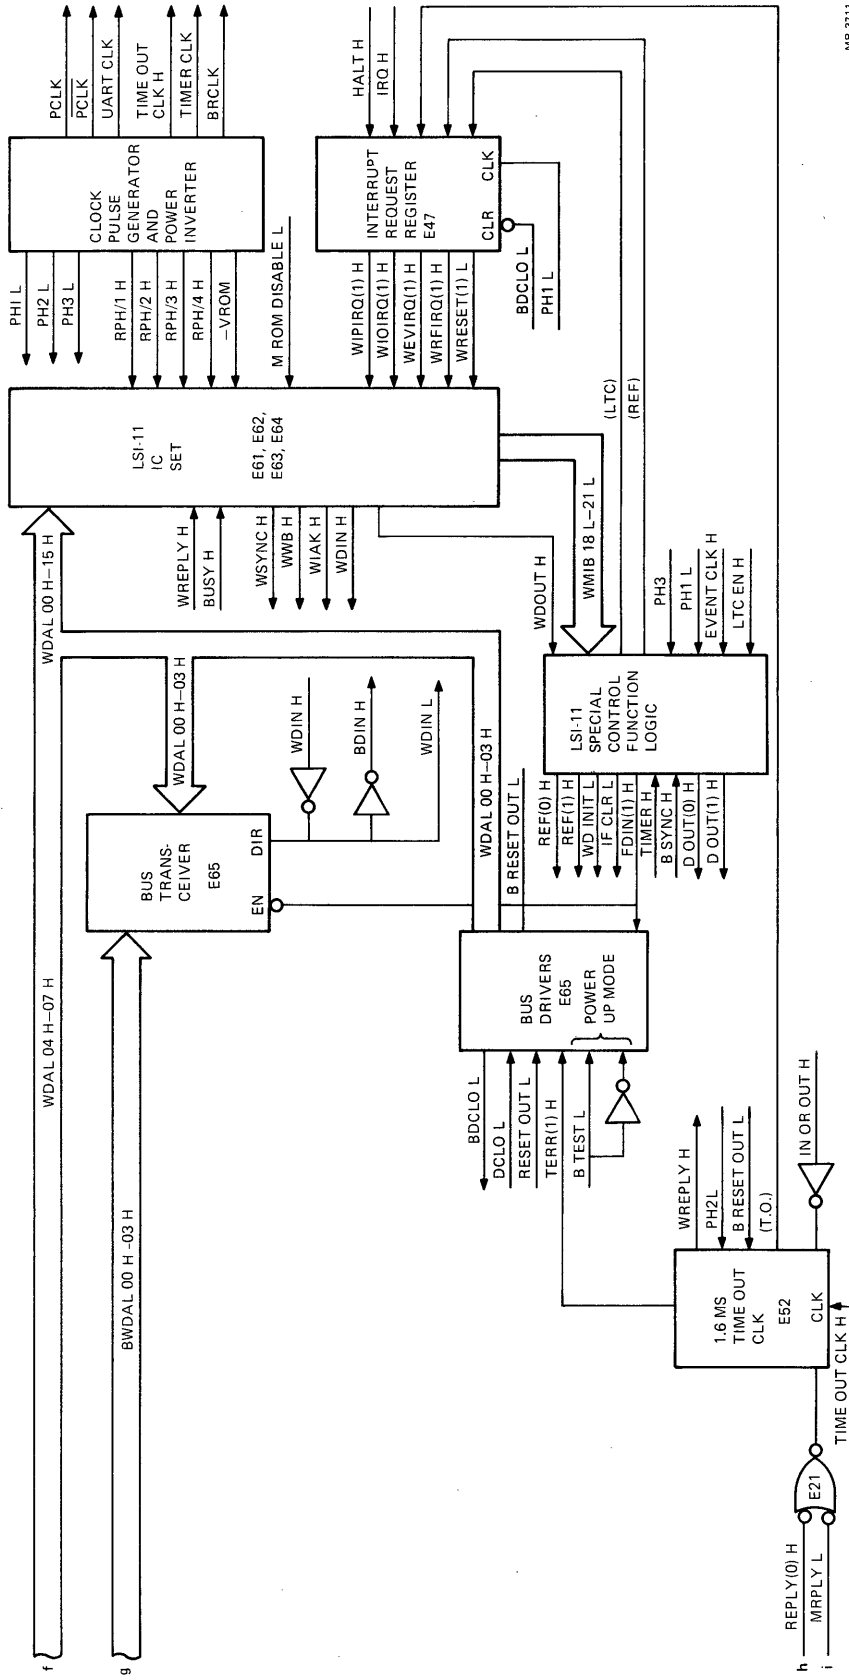 f
WDAL 04 H–07 H
WDAL 00 H–15 H
g
BWDAL 00 H-03 H
BUS
TRANS-
CEIVER
E65
EN
DIR
WDAL 00 H–03 H
WDIN H
BDIN H
WDIN L
WREPLY H
BUSY H
WSYNC H
WWB H
WIAK H
WDIN H
LSI-11
IC
SET
E61, E62,
E63, E64
PH1 L
PH2 L
PH3 L
RPH/1 H
RPH/2 H
RPH/3 H
RPH/4 H
–VROM
M ROM DISABLE L
CLOCK
PULSE
GENERATOR
AND
POWER
INVERTER
PCLK
PCLK
UART CLK
TIME OUT
CLK H
TIMER CLK
BRCLK
WIPIRQ(1) H
WIOIRQ(1) H
WEVIRQ(1) H
WRFIRQ(1) H
WRESET(1) L
INTERRUPT
REQUEST
REGISTER
E47
CLR
CLK
HALT H
IRQ H
BDCLO L
PH1 L
(LTC)
(REF)
WDAL 00 H–03 H
B RESET OUT L
WDOUT H
WMIB 18 L–21 L
PH3
PH1 L
EVENT CLK H
LTC EN H
LSI-11
SPECIAL
CONTROL
FUNCTION
LOGIC
REF(0) H
REF(1) H
WD INIT L
IF CLR L
FDIN(1) H
TIMER H
B SYNC H
D OUT(0) H
D OUT(1) H
BUS
DRIVERS
E65
POWER
UP MODE
BDCLO L
DCLO L
RESET OUT L
TERR(1) H
B TEST L
WREPLY H
PH2L
B RESET OUT L
(T.O.)
IN OR OUT H
1.6 MS
TIME OUT
CLK
E52
CLK
TIME OUT CLK H
E21
h
REPLY(0) H
i
MRPLY L